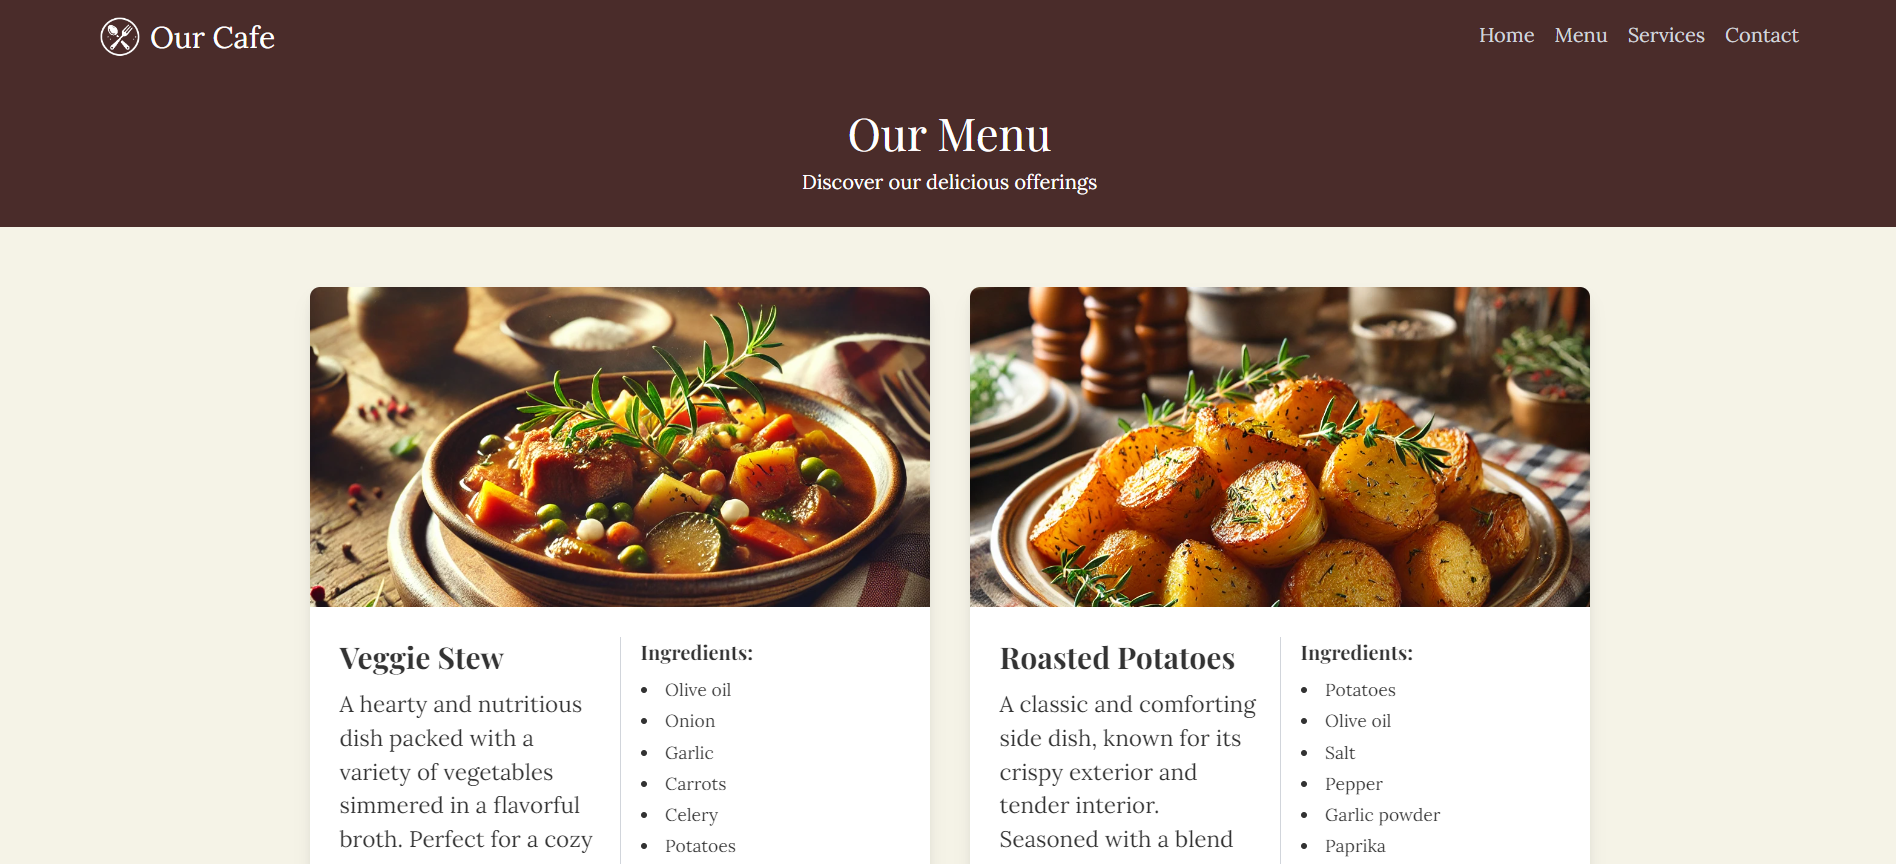 Our Cafe
Home Menu Services Contact
Our Menu
Discover our delicious offerings
Veggie Stew
A hearty and nutritious
dish packed with a
variety of vegetables
simmered in a flavorful
broth. Perfect for a cozy
Ingredients:
• Olive oil
• Onion
• Garlic
• Carrots
• Celery
• Potatoes
Roasted Potatoes
A classic and comforting
side dish, known for its
crispy exterior and
tender interior.
Seasoned with a blend
Ingredients:
• Potatoes
• Olive oil
• Salt
• Pepper
• Garlic powder
• Paprika